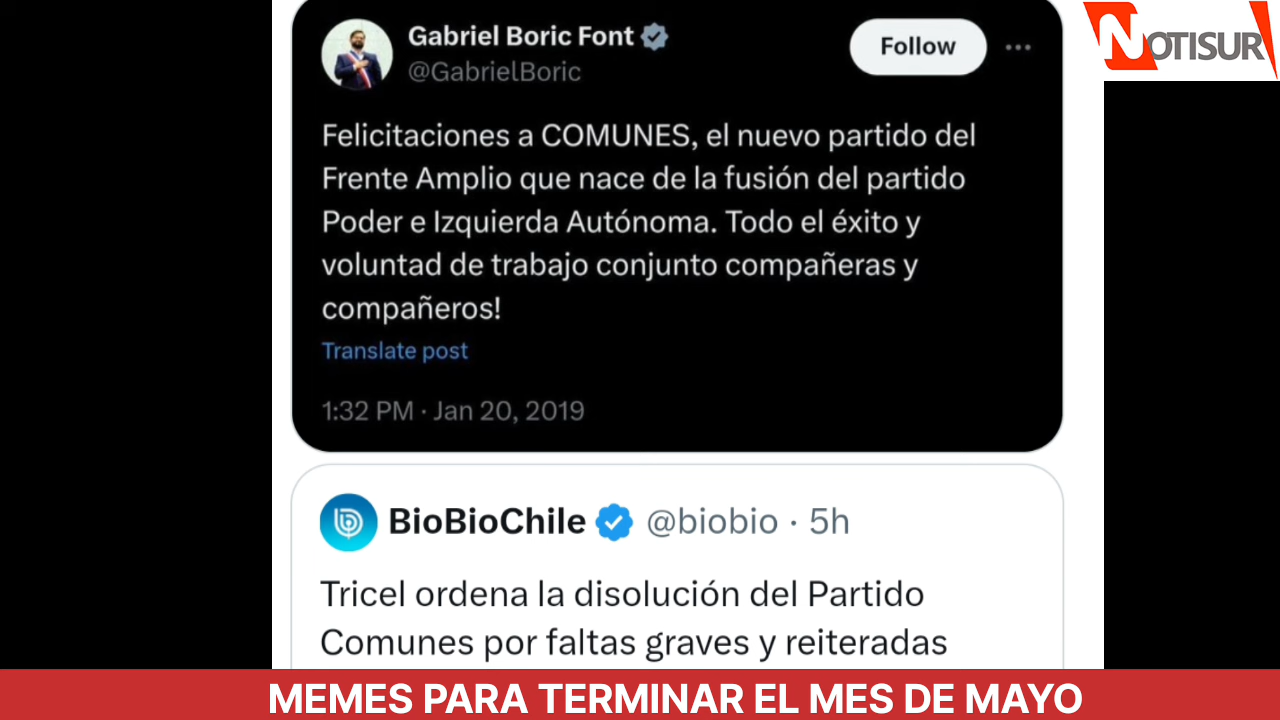 Gabriel Boric Font
@GabrielBoric
Follow
NOTISUR
Felicitaciones a COMUNES, el nuevo partido del
Frente Amplio que nace de la fusión del partido
Poder e Izquierda Autónoma. Todo el éxito y
voluntad de trabajo conjunto compañeras y
compañeros!
Translate post
1:32 PM · Jan 20, 2019
BioBioChile @biobio · 5h
Tricel ordena la disolución del Partido
Comunes por faltas graves y reiteradas
MEMES PARA TERMINAR EL MES DE MAYO